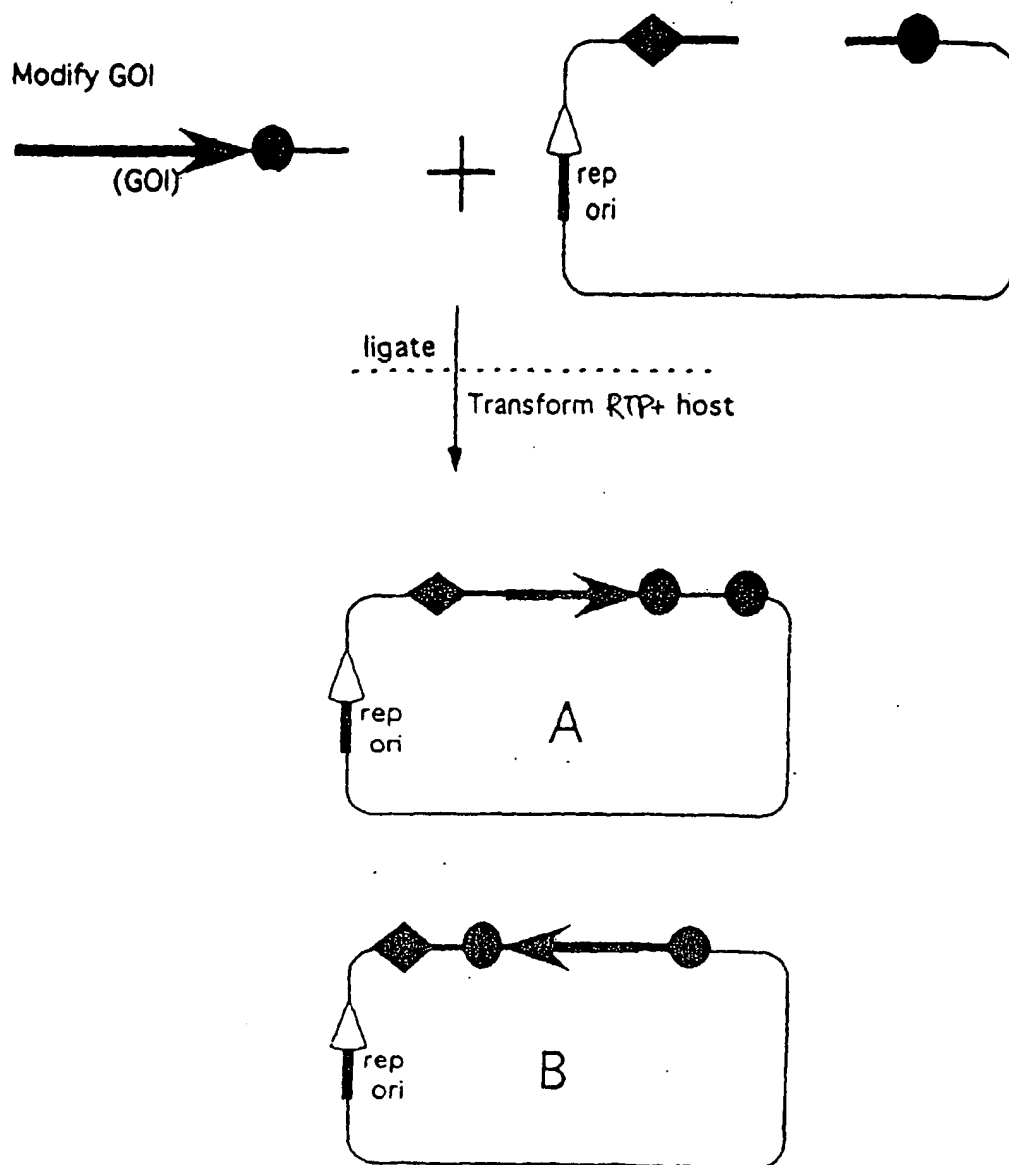 Modify GOI
(GOI)
rep
ori
ligate
Transform RTP+ host
rep
ori
A
rep
ori
B